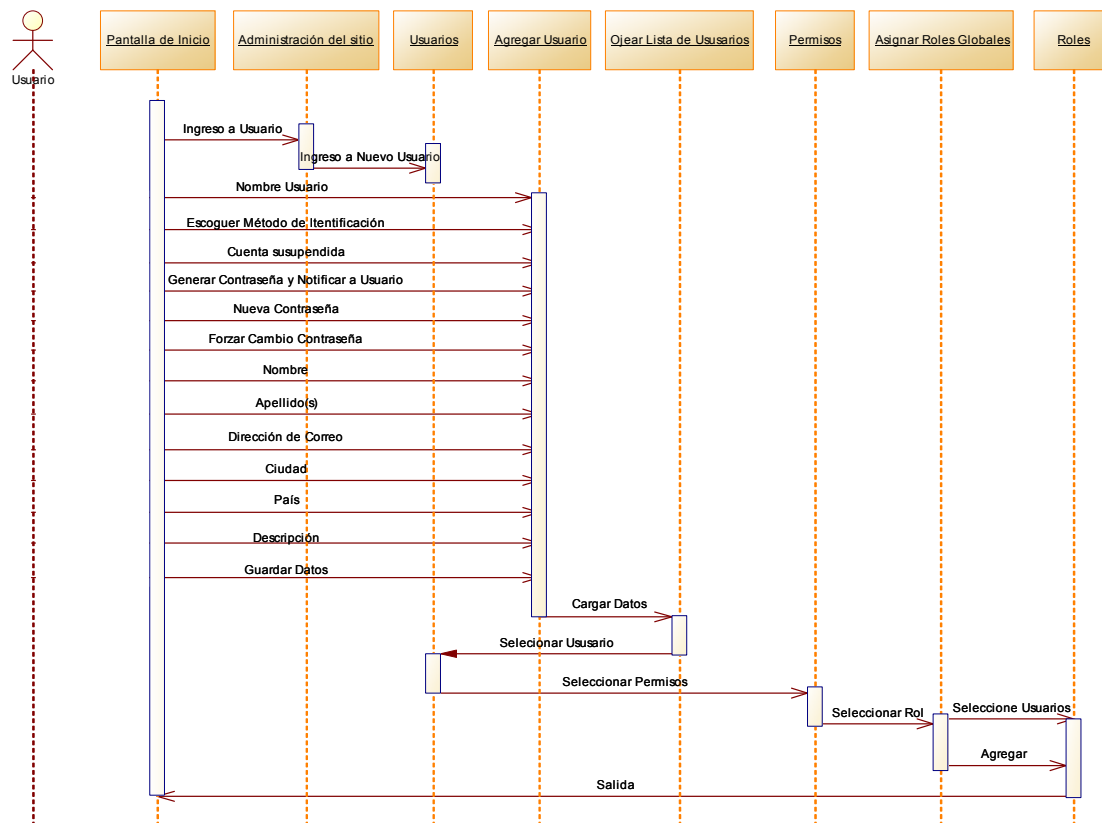 Pantalla de Inicio
Administración del sitio
Usuarios
Agregar Usuario
Ojear Lista de Ususarios
Permisos
Asignar Roles Globales
Roles
Usuario
Ingreso a Usuario
Ingreso a Nuevo Usuario
Nombre Usuario
Escoguer Método de Itentificación
Cuenta susupendida
Generar Contraseña y Notificar a Usuario
Nueva Contraseña
Forzar Cambio Contraseña
Nombre
Apellido(s)
Dirección de Correo
Ciudad
País
Descripción
Guardar Datos
Cargar Datos
Selecionar Ususario
Seleccionar Permisos
Seleccionar Rol
Seleccione Usuarios
Agregar
Salida